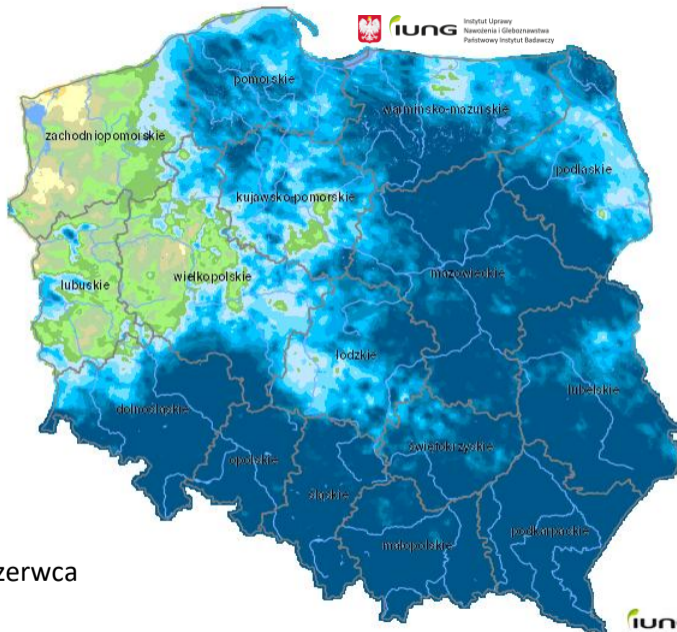 IUNG
Instytut Uprawy
Nawożenia i Gleboznawstwa
Państwowy Instytut Badawczy
pomorskie
warmińsko-mazurskie
zachodniopomorskie
podlaskie
kujawsko-pomorskie
mazowieckie
wielkopolskie
lubuskie
łódzkie
lubelskie
dolnośląskie
świętokrzyskie
opolskie
śląskie
podkarpackie
małopolskie
zerwca
IUNG